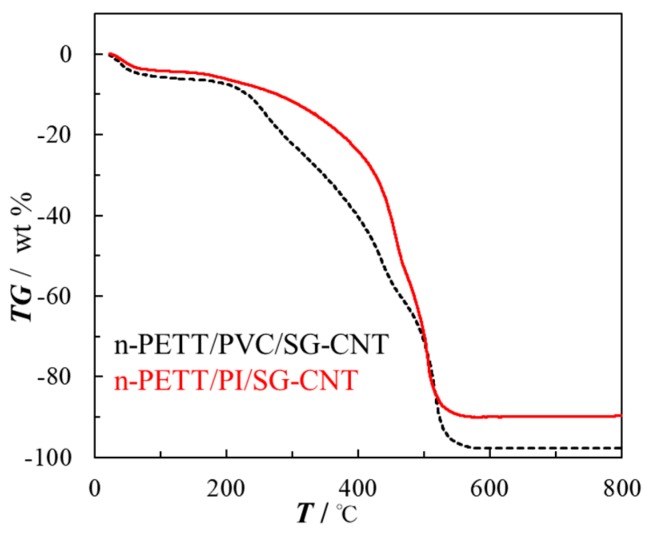 0
-20
-40
-60
-80
-100
TG / wt %
n-PETT/PVC/SG-CNT
n-PETT/PI/SG-CNT
0 200 400 600 800
T / ℃